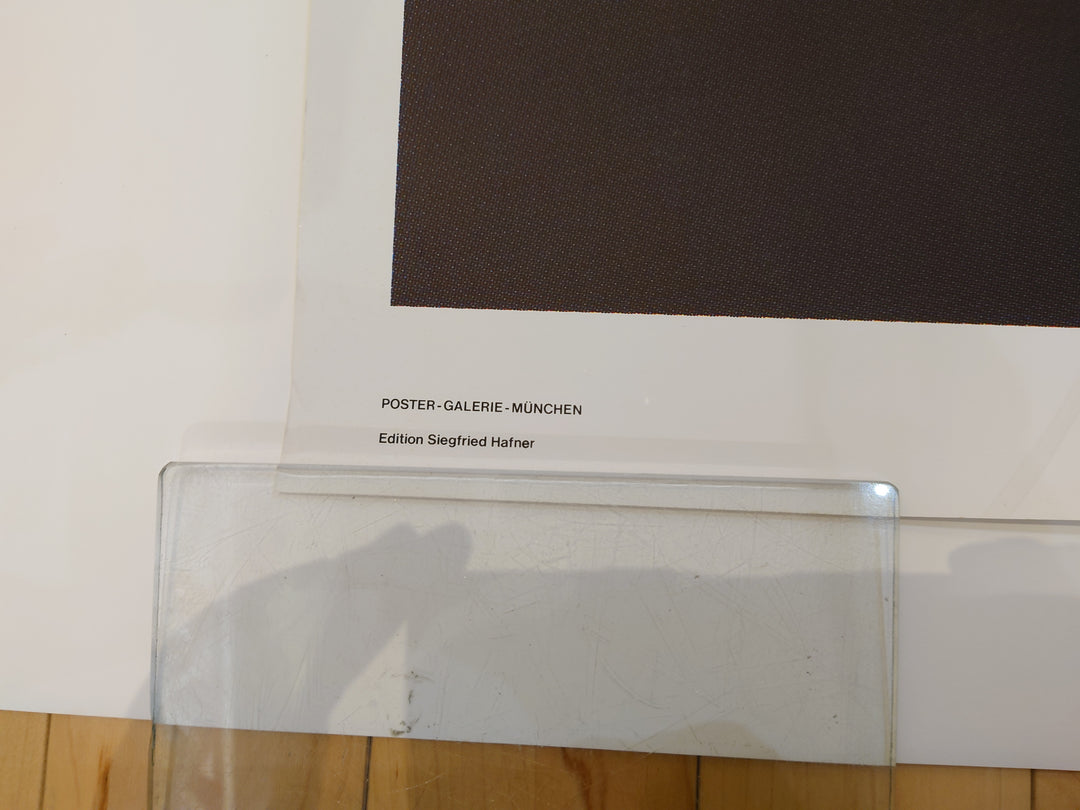 POSTER-GALERIE-MÜNCHEN
Edition Siegfried Hafner